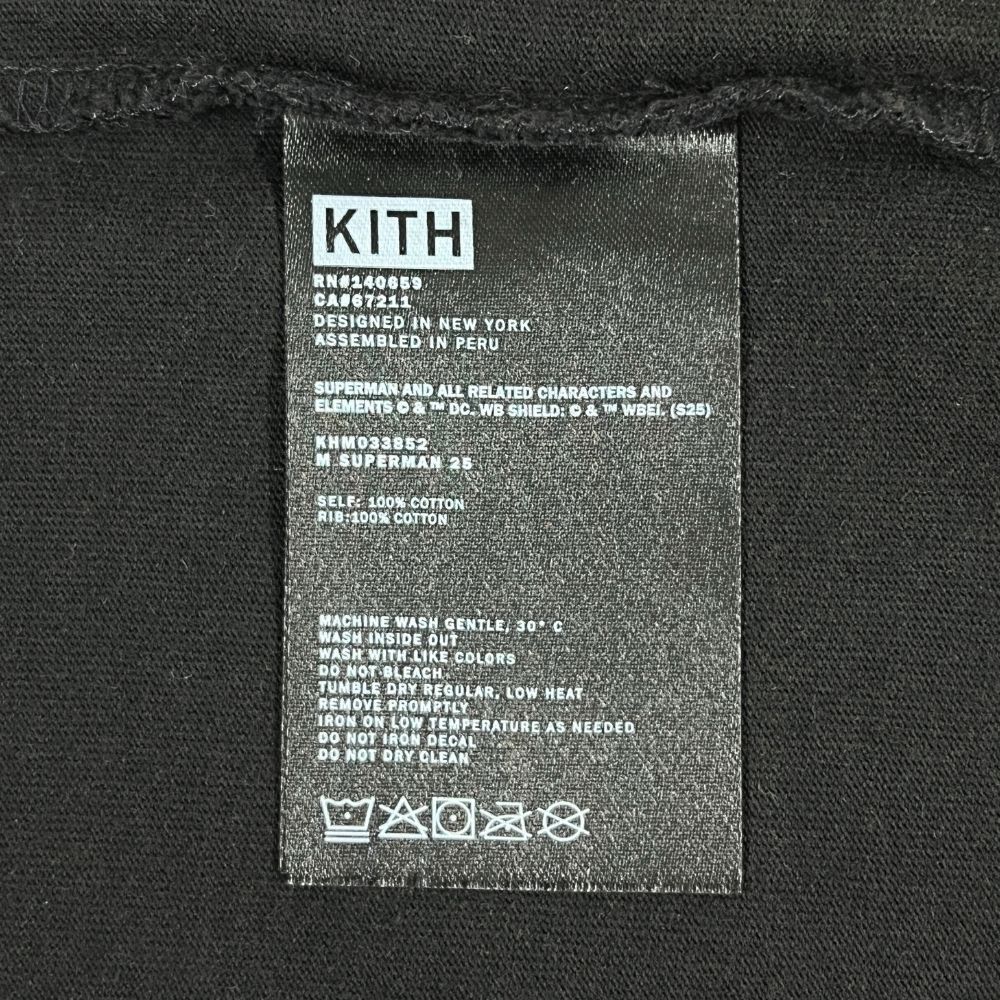 KITH
RN#140659
CA#67211
DESIGNED IN NEW YORK
ASSEMBLED IN PERU
SUPERMAN AND ALL RELATED CHARACTERS AND
ELEMENTS © & ™ DC. WB SHIELD: © & ™ WBEI. (S25)
KHM033852
M SUPERMAN 25
SELF: 100% COTTON
RIB:100% COTTON
MACHINE WASH GENTLE, 30° C
WASH INSIDE OUT
WASH WITH LIKE COLORS
DO NOT BLEACH
TUMBLE DRY REGULAR, LOW HEAT
REMOVE PROMPTLY
IRON ON LOW TEMPERATURE AS NEEDED
DO NOT IRON DECAL
DO NOT DRY CLEAN